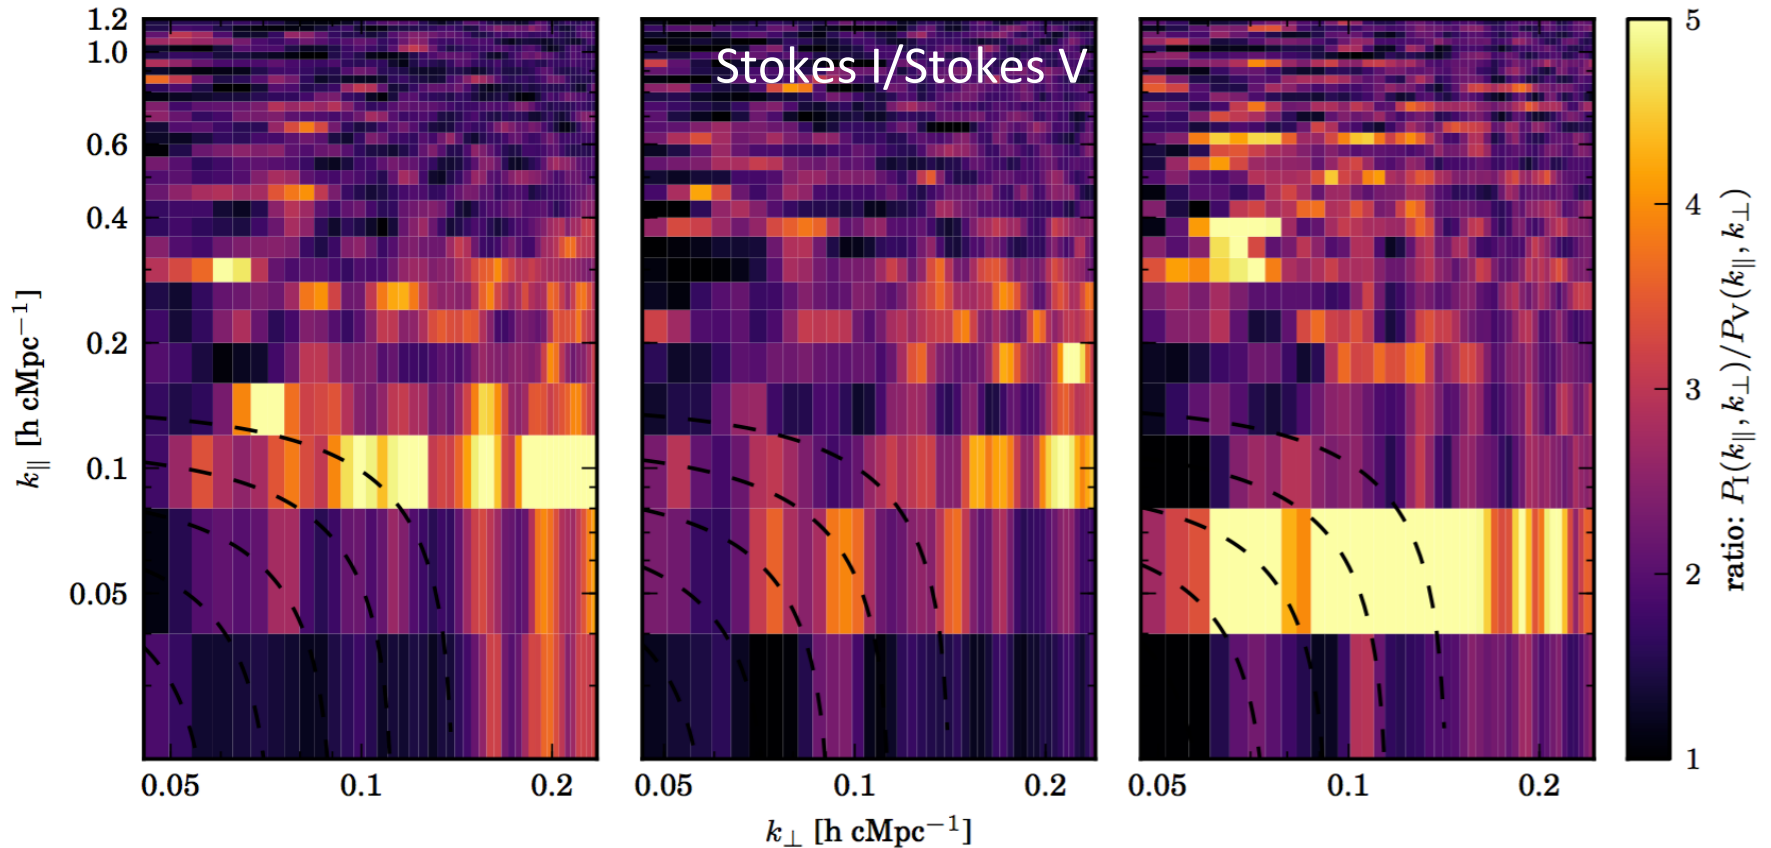 Stokes I/Stokes V
1.2
1.0
0.6
0.4
0.2
0.1
0.05
k∥ [h cMpc⁻¹]
0.05 0.1 0.2
0.05 0.1 0.2
0.05 0.1 0.2
k⊥ [h cMpc⁻¹]
5
4
3
2
1
ratio: P_I(k∥, k⊥)/P_V(k∥, k⊥)